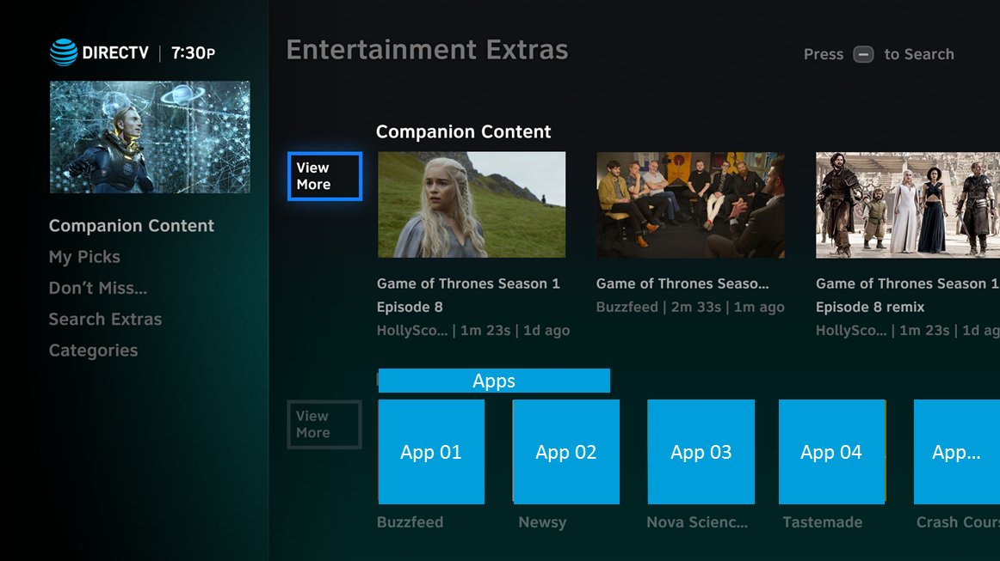 DIRECTV | 7:30P
Entertainment Extras
Press − to Search
Companion Content
My Picks
Don’t Miss...
Search Extras
Categories
Companion Content
View
More
Game of Thrones Season 1
Episode 8
HollySco... | 1m 23s | 1d ago
Game of Thrones Seaso...
Buzzfeed | 2m 33s | 1m ago
Game of Thrones Season 1
Episode 8 remix
HollySco... | 1m 23s | 1d ag
Apps
View
More
App 01
App 02
App 03
App 04
App...
Buzzfeed
Newsy
Nova Scienc...
Tastemade
Crash Cour